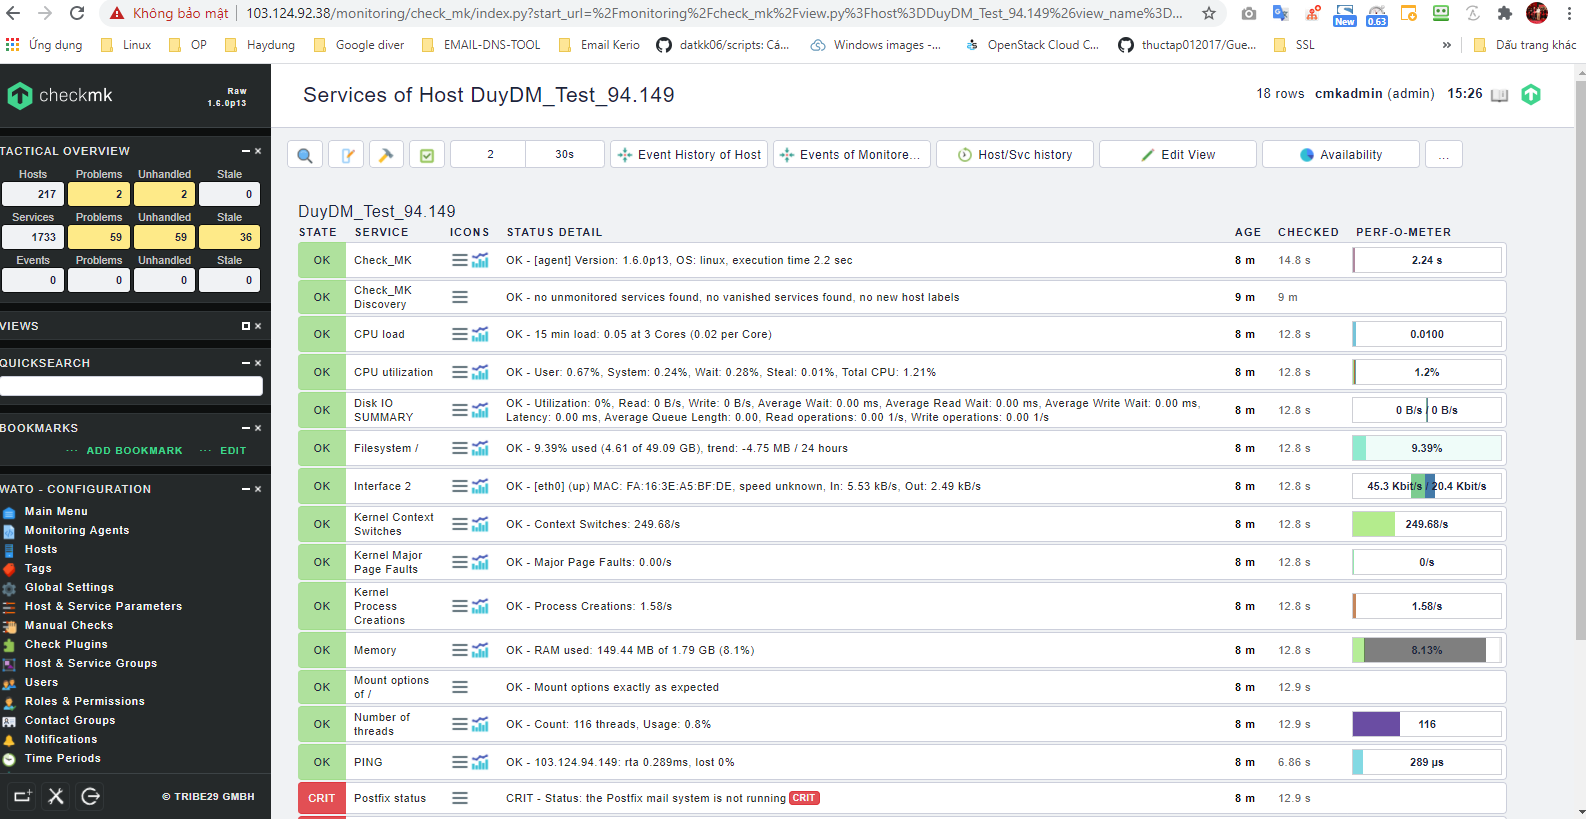 Không bảo mật | 103.124.92.38/monitoring/check_mk/index.py?start_url=%2Fmonitoring%2Fcheck_mk%2Fview.py%3Fhost%3DDuyDM_Test_94.149%26view_name%3D...
New 0.63
Ứng dụng Linux OP Haydung Google diver EMAIL-DNS-TOOL Email Kerio datkk06/scripts: Cá... Windows images -... OpenStack Cloud C... thuctap012017/Gue... SSL » Dấu trang khác
checkmk
Raw
1.6.0p13
Services of Host DuyDM_Test_94.149
18 rows cmkadmin (admin) 15:26
2 30s Event History of Host Events of Monitore... Host/Svc history Edit View Availability ...
TACTICAL OVERVIEW
Hosts Problems Unhandled Stale
217 2 2 0
Services Problems Unhandled Stale
1733 59 59 36
Events Problems Unhandled Stale
0 0 0 0
VIEWS
QUICKSEARCH
BOOKMARKS
··· ADD BOOKMARK ··· EDIT
WATO - CONFIGURATION
Main Menu
Monitoring Agents
Hosts
Tags
Global Settings
Host & Service Parameters
Manual Checks
Check Plugins
Host & Service Groups
Users
Roles & Permissions
Contact Groups
Notifications
Time Periods
© TRIBE29 GMBH
DuyDM_Test_94.149
STATE SERVICE ICONS STATUS DETAIL AGE CHECKED PERF-O-METER
OK Check_MK OK - [agent] Version: 1.6.0p13, OS: linux, execution time 2.2 sec 8 m 14.8 s 2.24 s
OK Check_MK Discovery OK - no unmonitored services found, no vanished services found, no new host labels 9 m 9 m
OK CPU load OK - 15 min load: 0.05 at 3 Cores (0.02 per Core) 8 m 12.8 s 0.0100
OK CPU utilization OK - User: 0.67%, System: 0.24%, Wait: 0.28%, Steal: 0.01%, Total CPU: 1.21% 8 m 12.8 s 1.2%
OK Disk IO SUMMARY OK - Utilization: 0%, Read: 0 B/s, Write: 0 B/s, Average Wait: 0.00 ms, Average Read Wait: 0.00 ms, Average Write Wait: 0.00 ms,
Latency: 0.00 ms, Average Queue Length: 0.00, Read operations: 0.00 1/s, Write operations: 0.00 1/s 8 m 12.8 s 0 B/s / 0 B/s
OK Filesystem / OK - 9.39% used (4.61 of 49.09 GB), trend: -4.75 MB / 24 hours 8 m 12.8 s 9.39%
OK Interface 2 OK - [eth0] (up) MAC: FA:16:3E:A5:BF:DE, speed unknown, In: 5.53 kB/s, Out: 2.49 kB/s 8 m 12.8 s 45.3 Kbit/s / 20.4 Kbit/s
OK Kernel Context Switches OK - Context Switches: 249.68/s 8 m 12.8 s 249.68/s
OK Kernel Major Page Faults OK - Major Page Faults: 0.00/s 8 m 12.8 s 0/s
OK Kernel Process Creations OK - Process Creations: 1.58/s 8 m 12.8 s 1.58/s
OK Memory OK - RAM used: 149.44 MB of 1.79 GB (8.1%) 8 m 12.8 s 8.13%
OK Mount options of / OK - Mount options exactly as expected 8 m 12.9 s
OK Number of threads OK - Count: 116 threads, Usage: 0.8% 8 m 12.9 s 116
OK PING OK - 103.124.94.149: rta 0.289ms, lost 0% 8 m 6.86 s 289 µs
CRIT Postfix status CRIT - Status: the Postfix mail system is not running CRIT 8 m 12.9 s